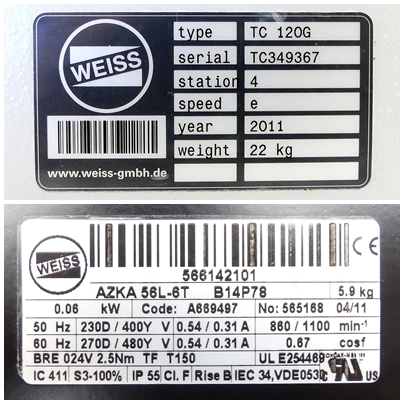 WEISS
type TC 120G
serial TC349367
station 4
speed e
year 2011
weight 22 kg
www.weiss-gmbh.de
WEISS
566142101
AZKA 56L-6T B14P78 5.9 kg
0.06 kW Code: A669497 No: 565168 04/11
50 Hz 230D / 400Y V 0.54 / 0.31 A 860 / 1100 min-1
60 Hz 270D / 480Y V 0.54 / 0.31 A 0.67 cosf
BRE 024V 2.5Nm TF T150 UL E254469
IC 411 S3-100% IP 55 Cl. F Rise B IEC 34,VDE0530 c UL US